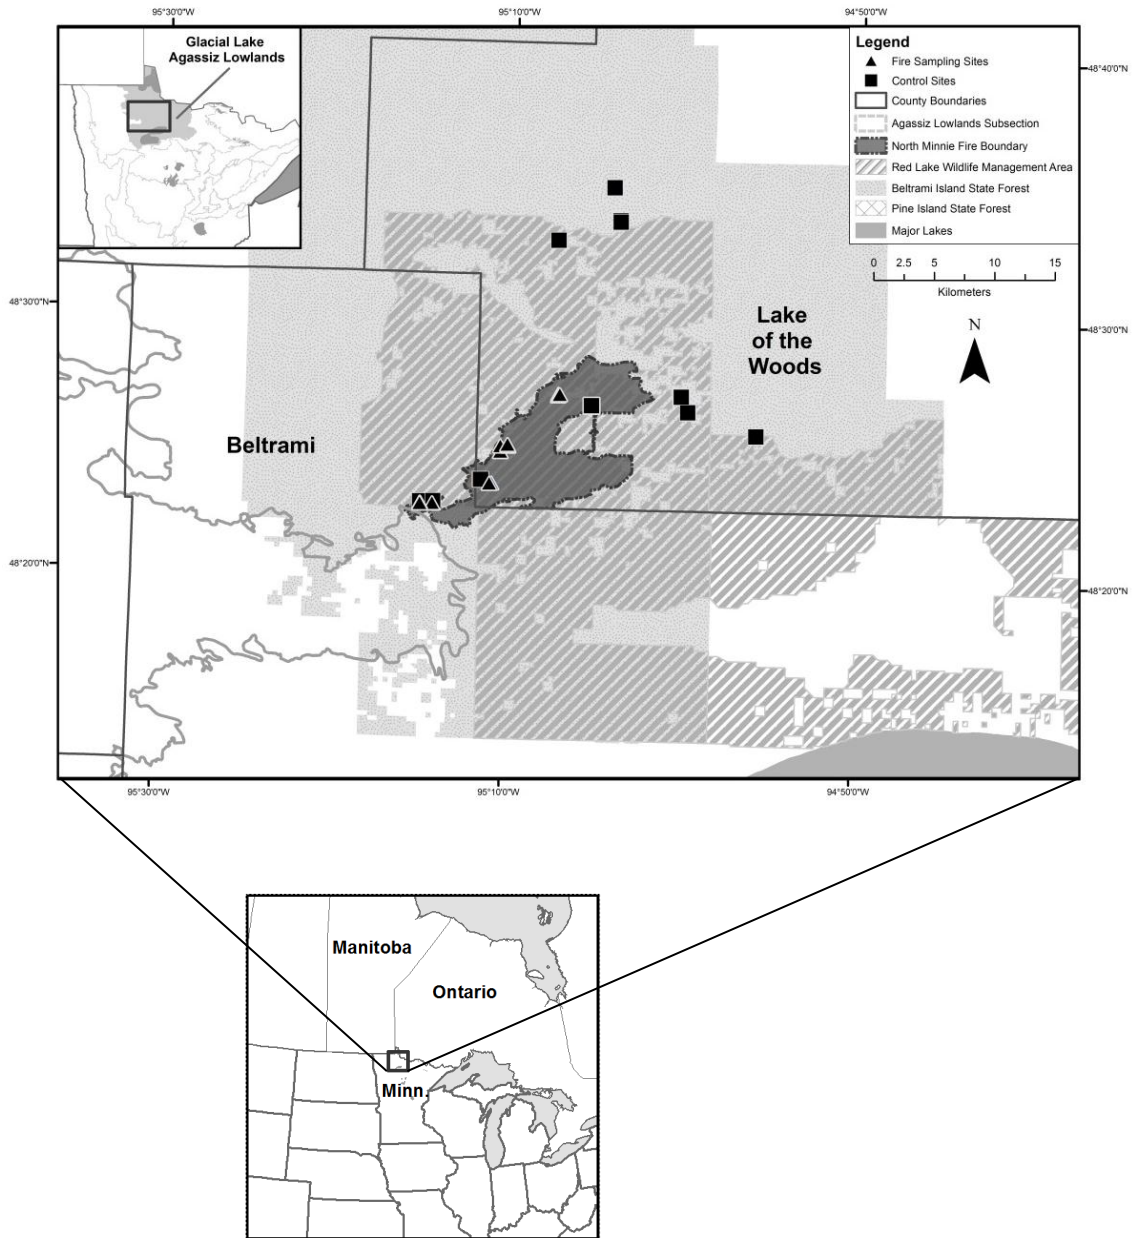 95°30'0"W
95°10'0"W
94°50'0"W
Glacial Lake
Agassiz Lowlands
Legend
Fire Sampling Sites
Control Sites
County Boundaries
Agassiz Lowlands Subsection
North Minnie Fire Boundary
Red Lake Wildlife Management Area
Beltrami Island State Forest
Pine Island State Forest
Major Lakes
48°40'0"N
0 2.5 5 10 15
Kilometers
48°30'0"N
Lake
of the
Woods
N
48°30'0"N
Beltrami
48°20'0"N
48°20'0"N
95°30'0"W
95°10'0"W
94°50'0"W
Manitoba
Ontario
Minn.